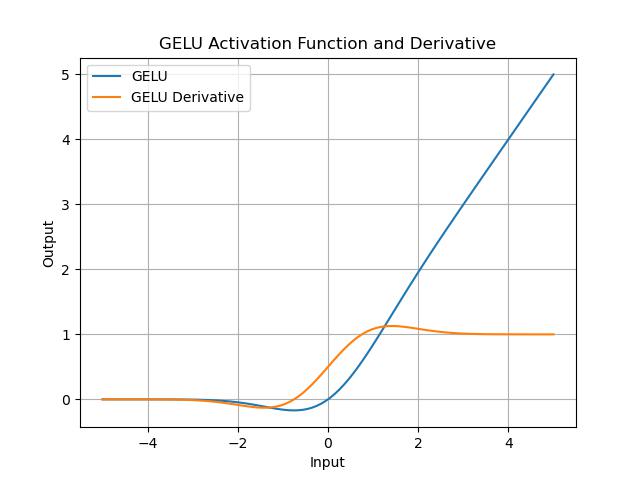 GELU Activation Function and Derivative
GELU
GELU Derivative
5
4
3
2
1
0
Output
−4
−2
0
2
4
Input